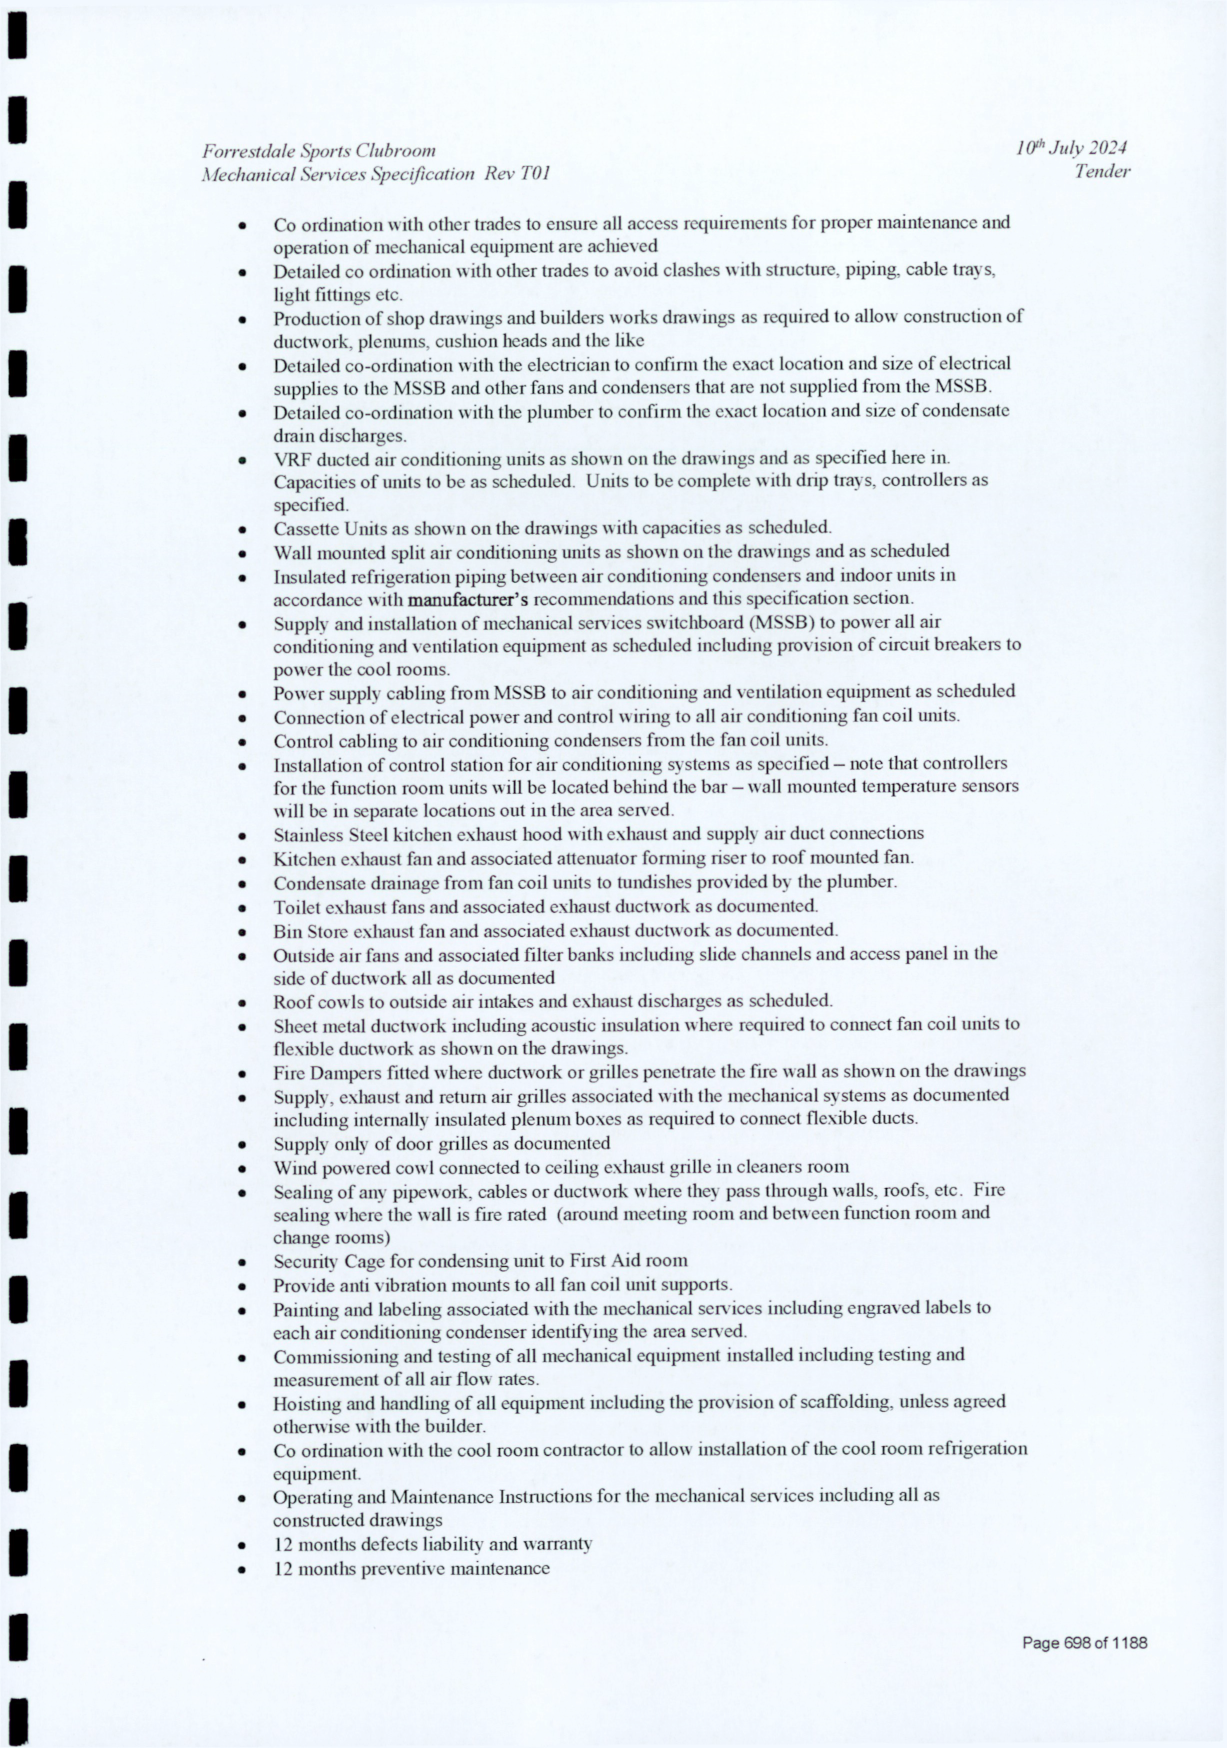 Forrestdale Sports Clubroom
10th July 2024
Mechanical Services Specification Rev T01
Tender
• Co ordination with other trades to ensure all access requirements for proper maintenance and
operation of mechanical equipment are achieved
• Detailed co ordination with other trades to avoid clashes with structure, piping, cable trays,
light fittings etc.
• Production of shop drawings and builders works drawings as required to allow construction of
ductwork, plenums, cushion heads and the like
• Detailed co-ordination with the electrician to confirm the exact location and size of electrical
supplies to the MSSB and other fans and condensers that are not supplied from the MSSB.
• Detailed co-ordination with the plumber to confirm the exact location and size of condensate
drain discharges.
• VRF ducted air conditioning units as shown on the drawings and as specified here in.
Capacities of units to be as scheduled. Units to be complete with drip trays, controllers as
specified.
• Cassette Units as shown on the drawings with capacities as scheduled.
• Wall mounted split air conditioning units as shown on the drawings and as scheduled
• Insulated refrigeration piping between air conditioning condensers and indoor units in
accordance with manufacturer's recommendations and this specification section.
• Supply and installation of mechanical services switchboard (MSSB) to power all air
conditioning and ventilation equipment as scheduled including provision of circuit breakers to
power the cool rooms.
• Power supply cabling from MSSB to air conditioning and ventilation equipment as scheduled
• Connection of electrical power and control wiring to all air conditioning fan coil units.
• Control cabling to air conditioning condensers from the fan coil units.
• Installation of control station for air conditioning systems as specified – note that controllers
for the function room units will be located behind the bar – wall mounted temperature sensors
will be in separate locations out in the area served.
• Stainless Steel kitchen exhaust hood with exhaust and supply air duct connections
• Kitchen exhaust fan and associated attenuator forming riser to roof mounted fan.
• Condensate drainage from fan coil units to tundishes provided by the plumber.
• Toilet exhaust fans and associated exhaust ductwork as documented.
• Bin Store exhaust fan and associated exhaust ductwork as documented.
• Outside air fans and associated filter banks including slide channels and access panel in the
side of ductwork all as documented
• Roof cowls to outside air intakes and exhaust discharges as scheduled.
• Sheet metal ductwork including acoustic insulation where required to connect fan coil units to
flexible ductwork as shown on the drawings.
• Fire Dampers fitted where ductwork or grilles penetrate the fire wall as shown on the drawings
• Supply, exhaust and return air grilles associated with the mechanical systems as documented
including internally insulated plenum boxes as required to connect flexible ducts.
• Supply only of door grilles as documented
• Wind powered cowl connected to ceiling exhaust grille in cleaners room
• Sealing of any pipework, cables or ductwork where they pass through walls, roofs, etc. Fire
sealing where the wall is fire rated (around meeting room and between function room and
change rooms)
• Security Cage for condensing unit to First Aid room
• Provide anti vibration mounts to all fan coil unit supports.
• Painting and labeling associated with the mechanical services including engraved labels to
each air conditioning condenser identifying the area served.
• Commissioning and testing of all mechanical equipment installed including testing and
measurement of all air flow rates.
• Hoisting and handling of all equipment including the provision of scaffolding, unless agreed
otherwise with the builder.
• Co ordination with the cool room contractor to allow installation of the cool room refrigeration
equipment.
• Operating and Maintenance Instructions for the mechanical services including all as
constructed drawings
• 12 months defects liability and warranty
• 12 months preventive maintenance
Page 698 of 1188